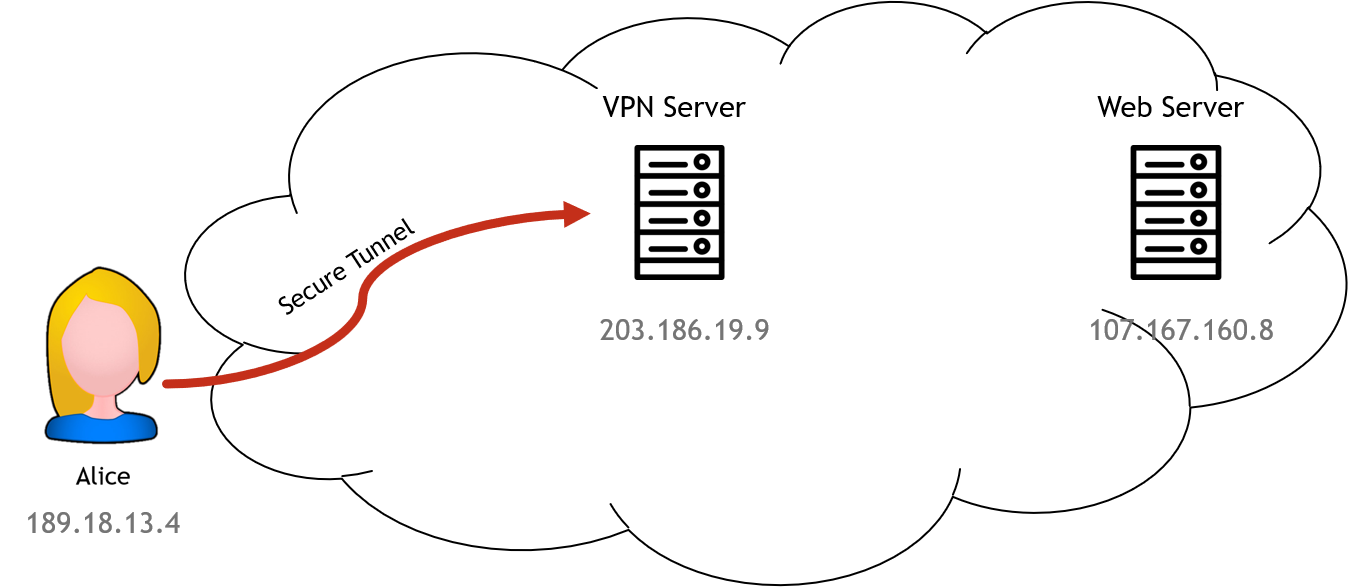 VPN Server
Web Server
Secure Tunnel
203.186.19.9
107.167.160.8
Alice
189.18.13.4